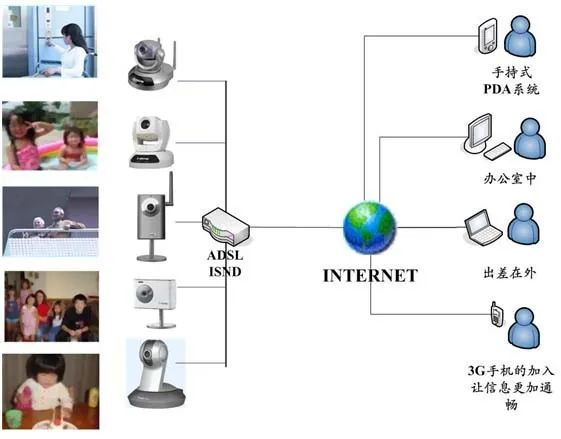 手持式
PDA系统
办公室中
ADSL
ISND
INTERNET
出差在外
3G手机的加入
让信息更加通
畅